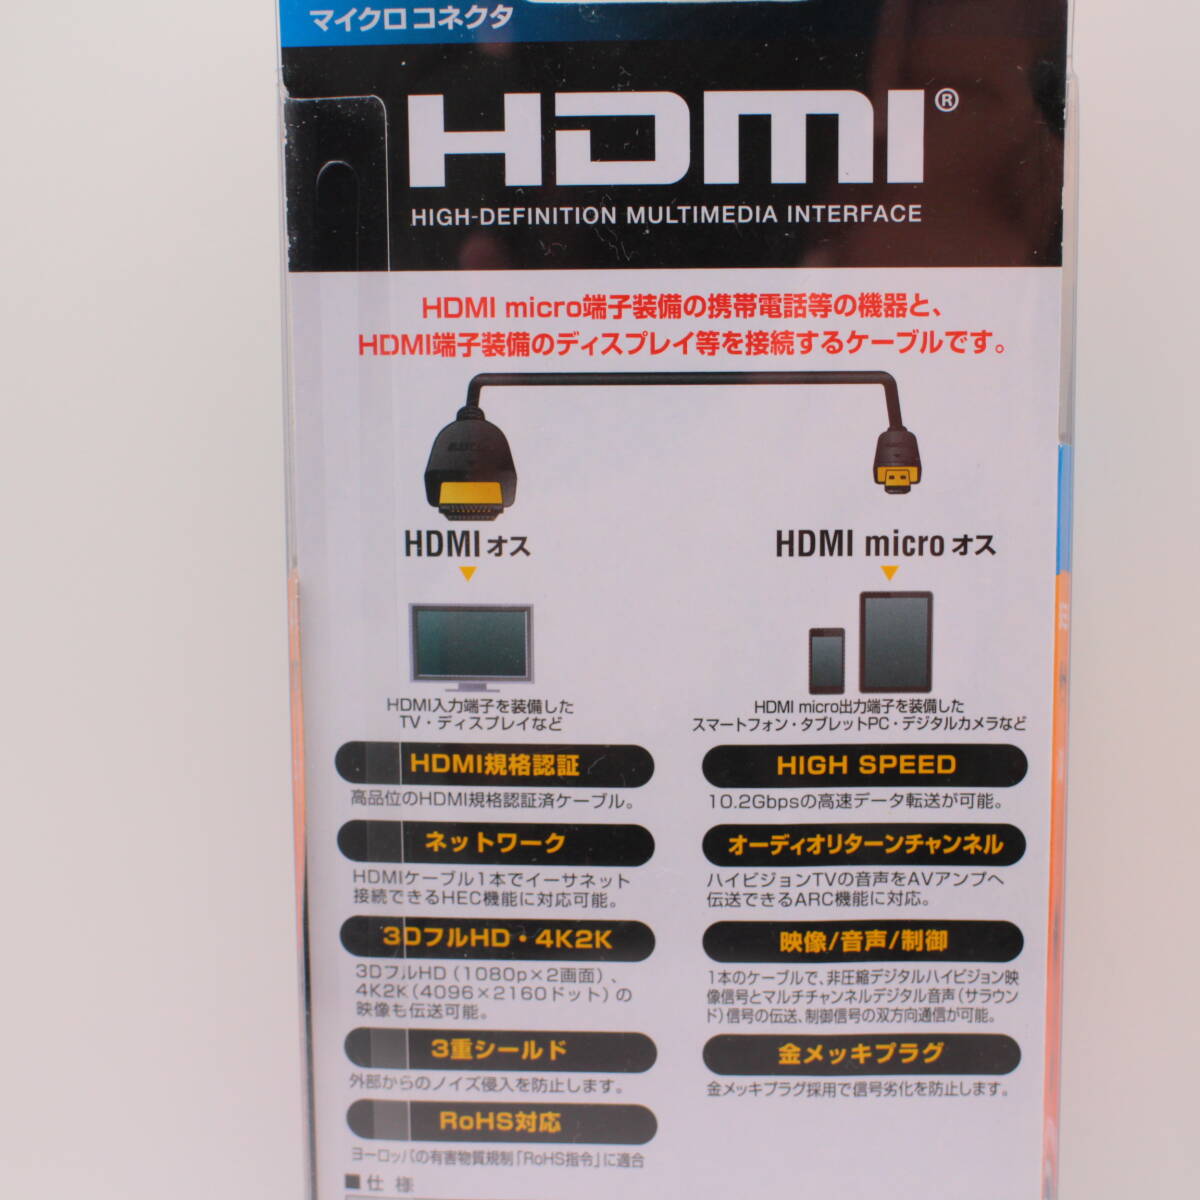 マイクロコネクタ
HDMI®
HIGH-DEFINITION MULTIMEDIA INTERFACE
HDMI micro端子装備の携帯電話等の機器と、
HDMI端子装備のディスプレイ等を接続するケーブルです。
HDMI オス
HDMI micro オス
HDMI入力端子を装備した
TV・ディスプレイなど
HDMI micro出力端子を装備した
スマートフォン・タブレットPC・デジタルカメラなど
HDMI規格認証
高品位のHDMI規格認証済ケーブル。
HIGH SPEED
10.2Gbpsの高速データ転送が可能。
ネットワーク
HDMIケーブル1本でイーサネット
接続できるHEC機能に対応可能。
オーディオリターンチャンネル
ハイビジョンTVの音声をAVアンプへ
伝送できるARC機能に対応。
3DフルHD・4K2K
3DフルHD(1080p×2画面)、
4K2K(4096×2160ドット)の
映像も伝送可能。
映像/音声/制御
1本のケーブルで、非圧縮デジタルハイビジョン映
像信号とマルチチャンネルデジタル音声(サラウン
ド)信号の伝送、制御信号の双方向通信が可能。
3重シールド
外部からのノイズ侵入を防止します。
金メッキプラグ
金メッキプラグ採用で信号劣化を防止します。
RoHS対応
ヨーロッパの有害物質規制「RoHS指令」に適合
■仕様